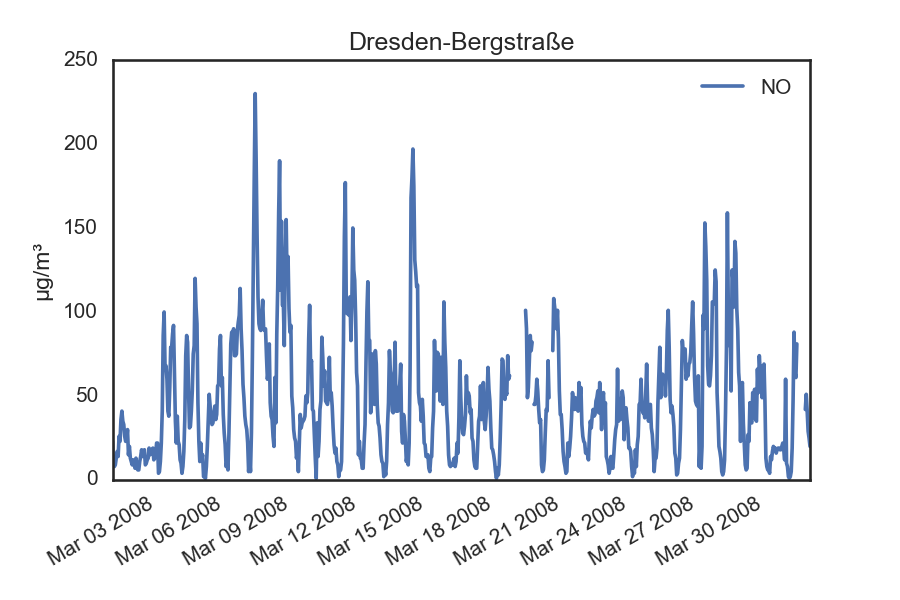 Dresden-Bergstraße
NO
µg/m³
250
200
150
100
50
0
Mar 03 2008
Mar 06 2008
Mar 09 2008
Mar 12 2008
Mar 15 2008
Mar 18 2008
Mar 21 2008
Mar 24 2008
Mar 27 2008
Mar 30 2008